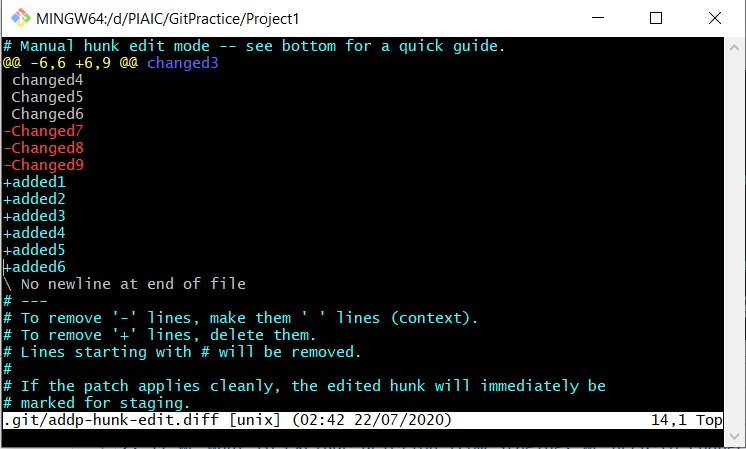 MINGW64:/d/PIAIC/GitPractice/Project1
# Manual hunk edit mode -- see bottom for a quick guide.
@@ -6,6 +6,9 @@ changed3
 changed4
 Changed5
 Changed6
-Changed7
-Changed8
-Changed9
+added1
+added2
+added3
+added4
+added5
+added6
\ No newline at end of file
# ---
# To remove '-' lines, make them ' ' lines (context).
# To remove '+' lines, delete them.
# Lines starting with # will be removed.
#
# If the patch applies cleanly, the edited hunk will immediately be
# marked for staging.
.git/addp-hunk-edit.diff [unix] (02:42 22/07/2020) 14,1 Top